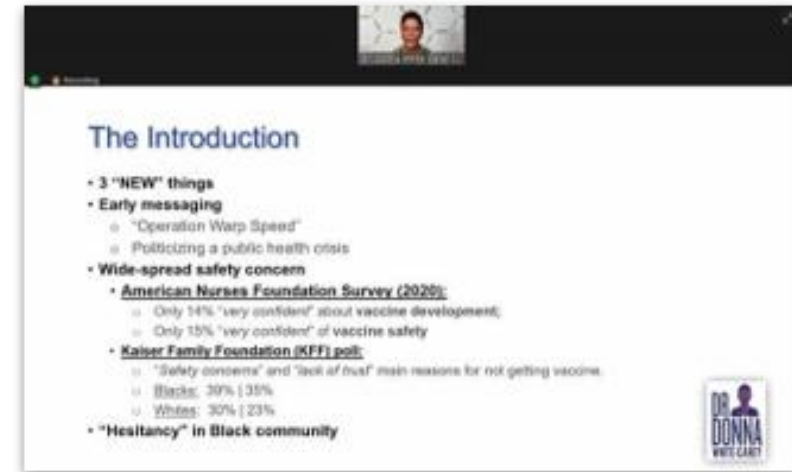 The Introduction
• 3 "NEW" things
• Early messaging
o "Operation Warp Speed"
o Politicizing a public health crisis
• Wide-spread safety concern
• American Nurses Foundation Survey (2020):
o Only 14% "very confident" about vaccine development;
o Only 15% "very confident" of vaccine safety
• Kaiser Family Foundation (KFF) poll:
o "Safety concerns" and "lack of trust" main reasons for not getting vaccine.
o Blacks: 39% | 35%
o Whites: 30% | 23%
• "Hesitancy" in Black community
DR.
DONNA
WHITE CAREY